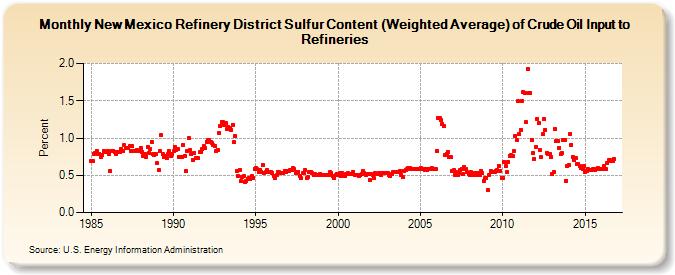 Monthly New Mexico Refinery District Sulfur Content (Weighted Average) of Crude Oil Input to
Refineries
Percent
2.0
1.5
1.0
0.5
0.0
1985 1990 1995 2000 2005 2010 2015
Source: U.S. Energy Information Administration